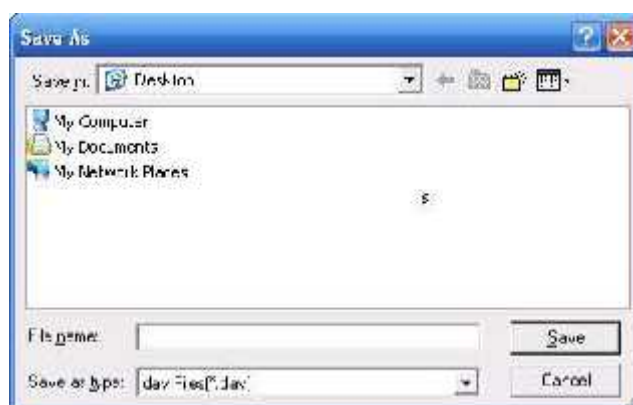 Save As
Save in: Desktop
My Computer
My Documents
My Network Places
s
File name:
Save
Save as type: dav Files(*.dav)
Cancel